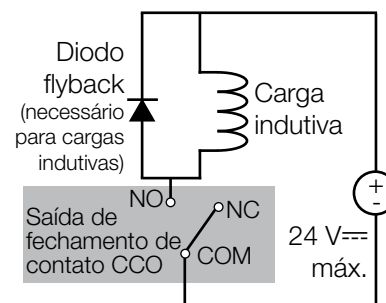 Diodo
flyback
(necessário
para cargas
indutivas)
Carga
indutiva
NO
NC
Saída de
fechamento de
contato CCO
COM
+
-
24 V⎓
máx.